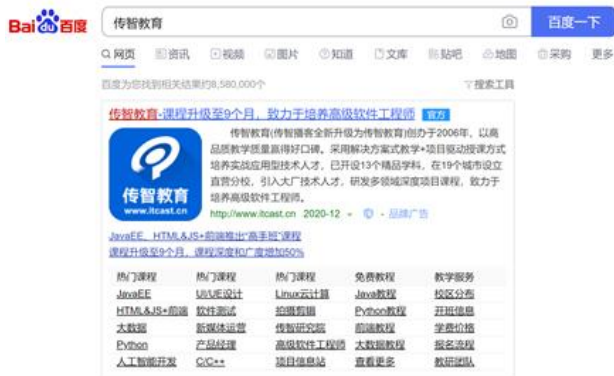 Bai du 百度
传智教育
百度一下
网页 资讯 视频 图片 知道 文库 贴吧 地图 采购 更多
百度为您找到相关结果约8,580,000个
搜索工具
传智教育-课程升级至9个月，致力于培养高级软件工程师 官方
传智教育
www.itcast.cn
传智教育(传智播客全新升级为传智教育)创办于2006年，以高
品质教学质量赢得好口碑。采用解决方案式教学+项目驱动授课方式
培养实战应用型技术人才，已开设13个精品学科，在19个城市设立
直营分校，引入大厂技术人才，研发多领域深度项目课程，致力于
培养高级软件工程师。
http://www.itcast.cn 2020-12 - 品牌广告
JavaEE、HTML&JS+前端推出“高手班”课程
课程升级至9个月，课程深度和广度增加50%
热门课程 热门课程 热门课程 免费教程 教学服务
JavaEE UI/UE设计 Linux云计算 Java教程 校区分布
HTML&JS+前端 软件测试 拍摄剪辑 Python教程 开班信息
大数据 新媒体运营 传智研究院 前端教程 学费价格
Python 产品经理 高级软件工程师 大数据教程 报名流程
人工智能开发 C/C++ 项目信息站 查看更多 教研团队